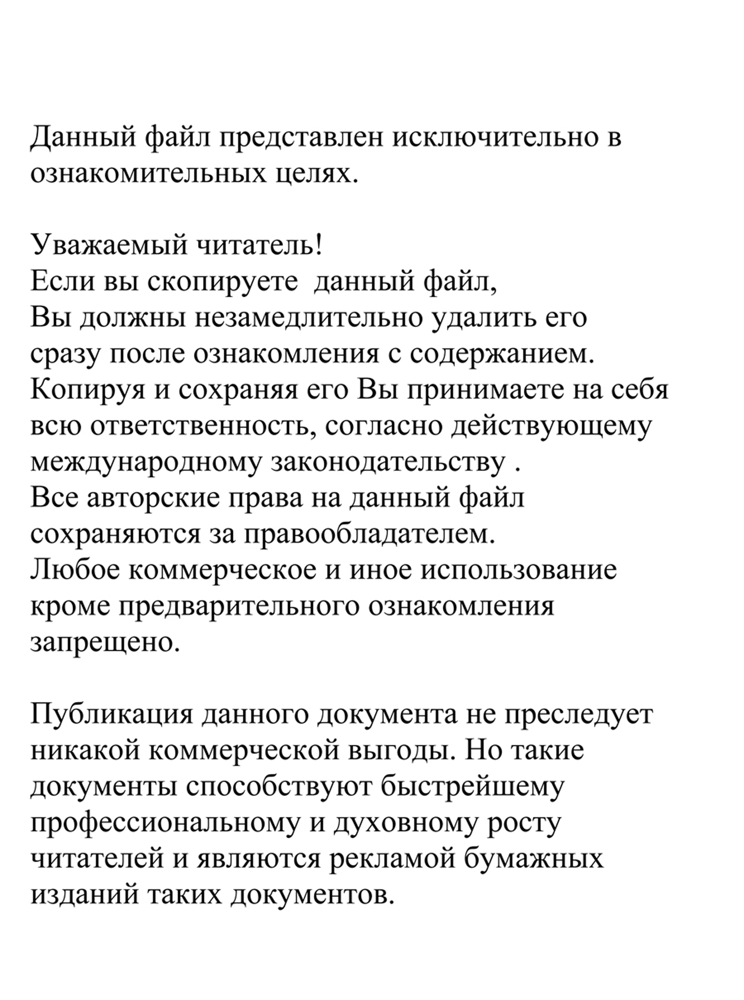 Данный файл представлен исключительно в
ознакомительных целях.
Уважаемый читатель!
Если вы скопируете  данный файл,
Вы должны незамедлительно удалить его
сразу после ознакомления с содержанием.
Копируя и сохраняя его Вы принимаете на себя
всю ответственность, согласно действующему
международному законодательству .
Все авторские права на данный файл
сохраняются за правообладателем.
Любое коммерческое и иное использование
кроме предварительного ознакомления
запрещено.
Публикация данного документа не преследует
никакой коммерческой выгоды. Но такие
документы способствуют быстрейшему
профессиональному и духовному росту
читателей и являются рекламой бумажных
изданий таких документов.